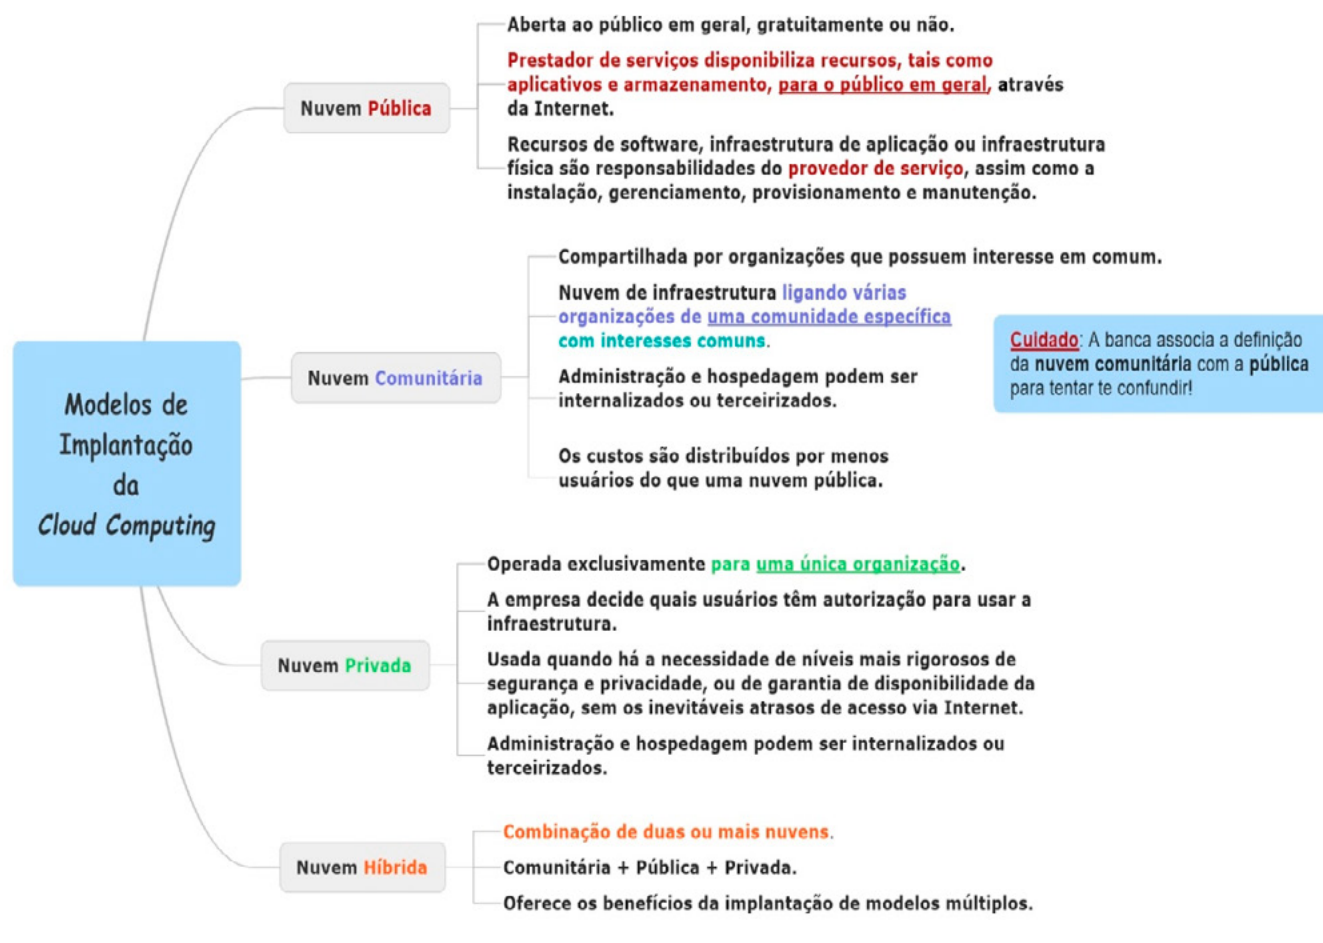 Modelos de
Implantação
da
Cloud Computing
Nuvem Pública
Aberta ao público em geral, gratuitamente ou não.
Prestador de serviços disponibiliza recursos, tais como
aplicativos e armazenamento, para o público em geral, através
da Internet.
Recursos de software, infraestrutura de aplicação ou infraestrutura
física são responsabilidades do provedor de serviço, assim como a
instalação, gerenciamento, provisionamento e manutenção.
Nuvem Comunitária
Compartilhada por organizações que possuem interesse em comum.
Nuvem de infraestrutura ligando várias
organizações de uma comunidade específica
com interesses comuns.
Administração e hospedagem podem ser
internalizados ou terceirizados.
Os custos são distribuídos por menos
usuários do que uma nuvem pública.
Cuidado: A banca associa a definição
da nuvem comunitária com a pública
para tentar te confundir!
Nuvem Privada
Operada exclusivamente para uma única organização.
A empresa decide quais usuários têm autorização para usar a
infraestrutura.
Usada quando há a necessidade de níveis mais rigorosos de
segurança e privacidade, ou de garantia de disponibilidade da
aplicação, sem os inevitáveis atrasos de acesso via Internet.
Administração e hospedagem podem ser internalizados ou
terceirizados.
Nuvem Híbrida
Combinação de duas ou mais nuvens.
Comunitária + Pública + Privada.
Oferece os benefícios da implantação de modelos múltiplos.